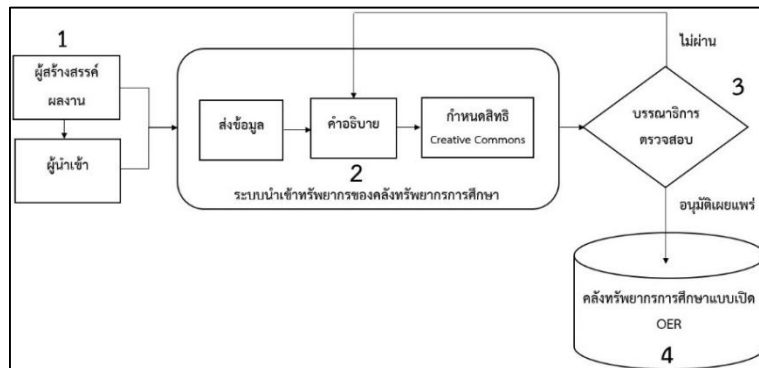 1
ผู้สร้างสรรค์
ผลงาน
ผู้นำเข้า
ส่งข้อมูล
คำอธิบาย
กำหนดสิทธิ
Creative Commons
2
ระบบนำเข้าทรัพยากรของคลังทรัพยากรการศึกษา
ไม่ผ่าน
3
บรรณาธิการ
ตรวจสอบ
อนุมัติเผยแพร่
คลังทรัพยากรการศึกษาแบบเปิด
OER
4